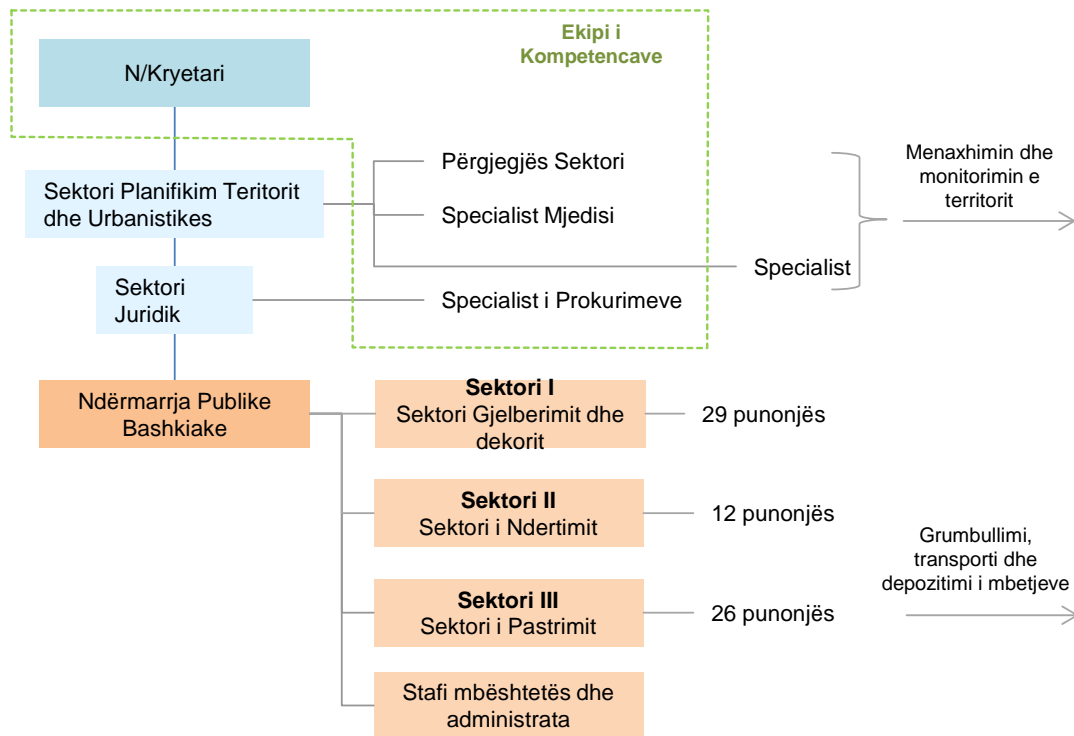 Ekipi i
Kompetencave
N/Kryetari
Përgjegjës Sektori
Sektori Planifikim Teritorit
dhe Urbanistikes
Specialist Mjedisi
Menaxhimin dhe
monitorimin e
territorit
Specialist
Sektori
Juridik
Specialist i Prokurimeve
Ndërmarrja Publike
Bashkiake
Sektori I
Sektori Gjelberimit dhe
dekorit
29 punonjës
Sektori II
Sektori i Ndertimit
12 punonjës
Sektori III
Sektori i Pastrimit
26 punonjës
Grumbullimi,
transporti dhe
depozitimi i mbetjeve
Stafi mbështetës dhe
administrata